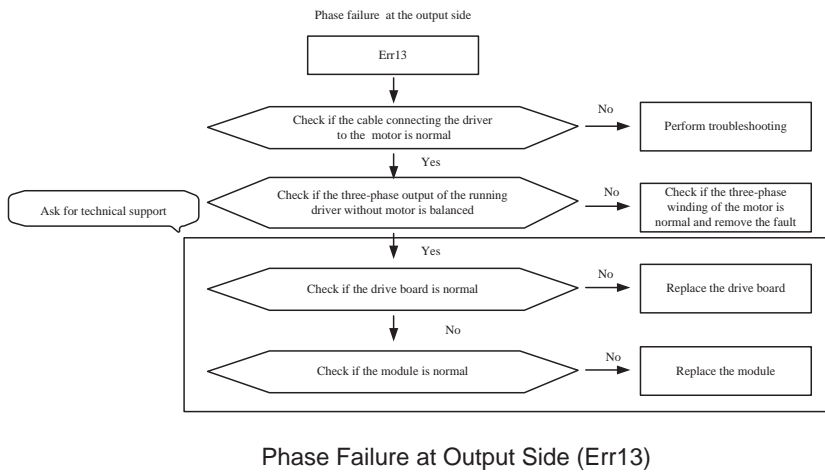 Phase failure at the output side
Err13
Check if the cable connecting the driver
to the motor is normal
No
Perform troubleshooting
Yes
Check if the three-phase output of the running
driver without motor is balanced
No
Check if the three-phase
winding of the motor is
normal and remove the fault
Ask for technical support
Yes
Check if the drive board is normal
No
Replace the drive board
No
Check if the module is normal
No
Replace the module
Phase Failure at Output Side (Err13)